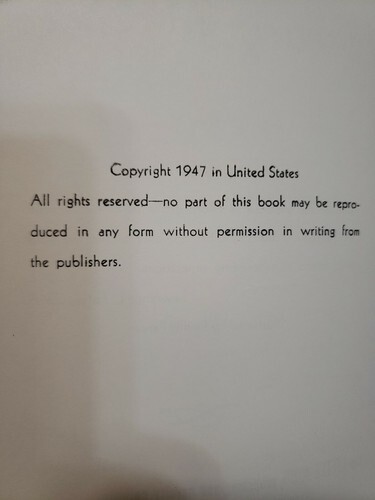 Copyright 1947 in United States
All rights reserved—no part of this book may be repro-
duced in any form without permission in writing from
the publishers.